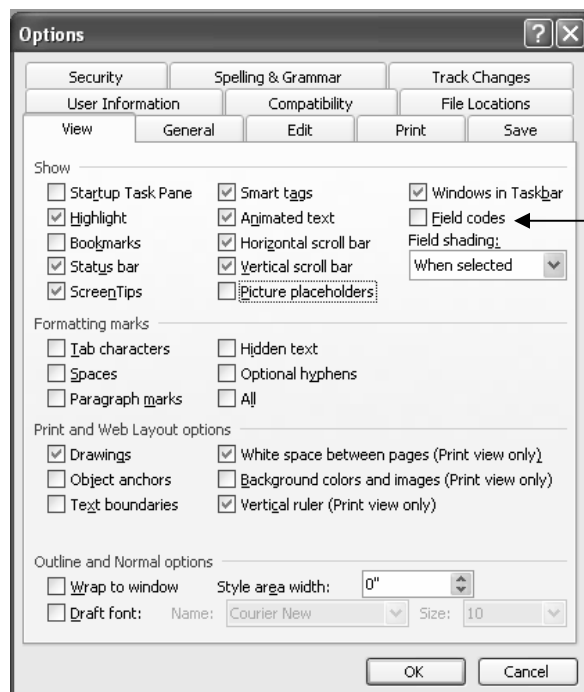 Options
Security Spelling & Grammar Track Changes
User Information Compatibility File Locations
View General Edit Print Save
Show
Startup Task Pane Smart tags Windows in Taskbar
Highlight Animated text Field codes
Bookmarks Horizontal scroll bar Field shading:
Status bar Vertical scroll bar When selected
ScreenTips Picture placeholders
Formatting marks
Tab characters Hidden text
Spaces Optional hyphens
Paragraph marks All
Print and Web Layout options
Drawings White space between pages (Print view only)
Object anchors Background colors and images (Print view only)
Text boundaries Vertical ruler (Print view only)
Outline and Normal options
Wrap to window Style area width: 0"
Draft font: Name: Courier New Size: 10
OK Cancel